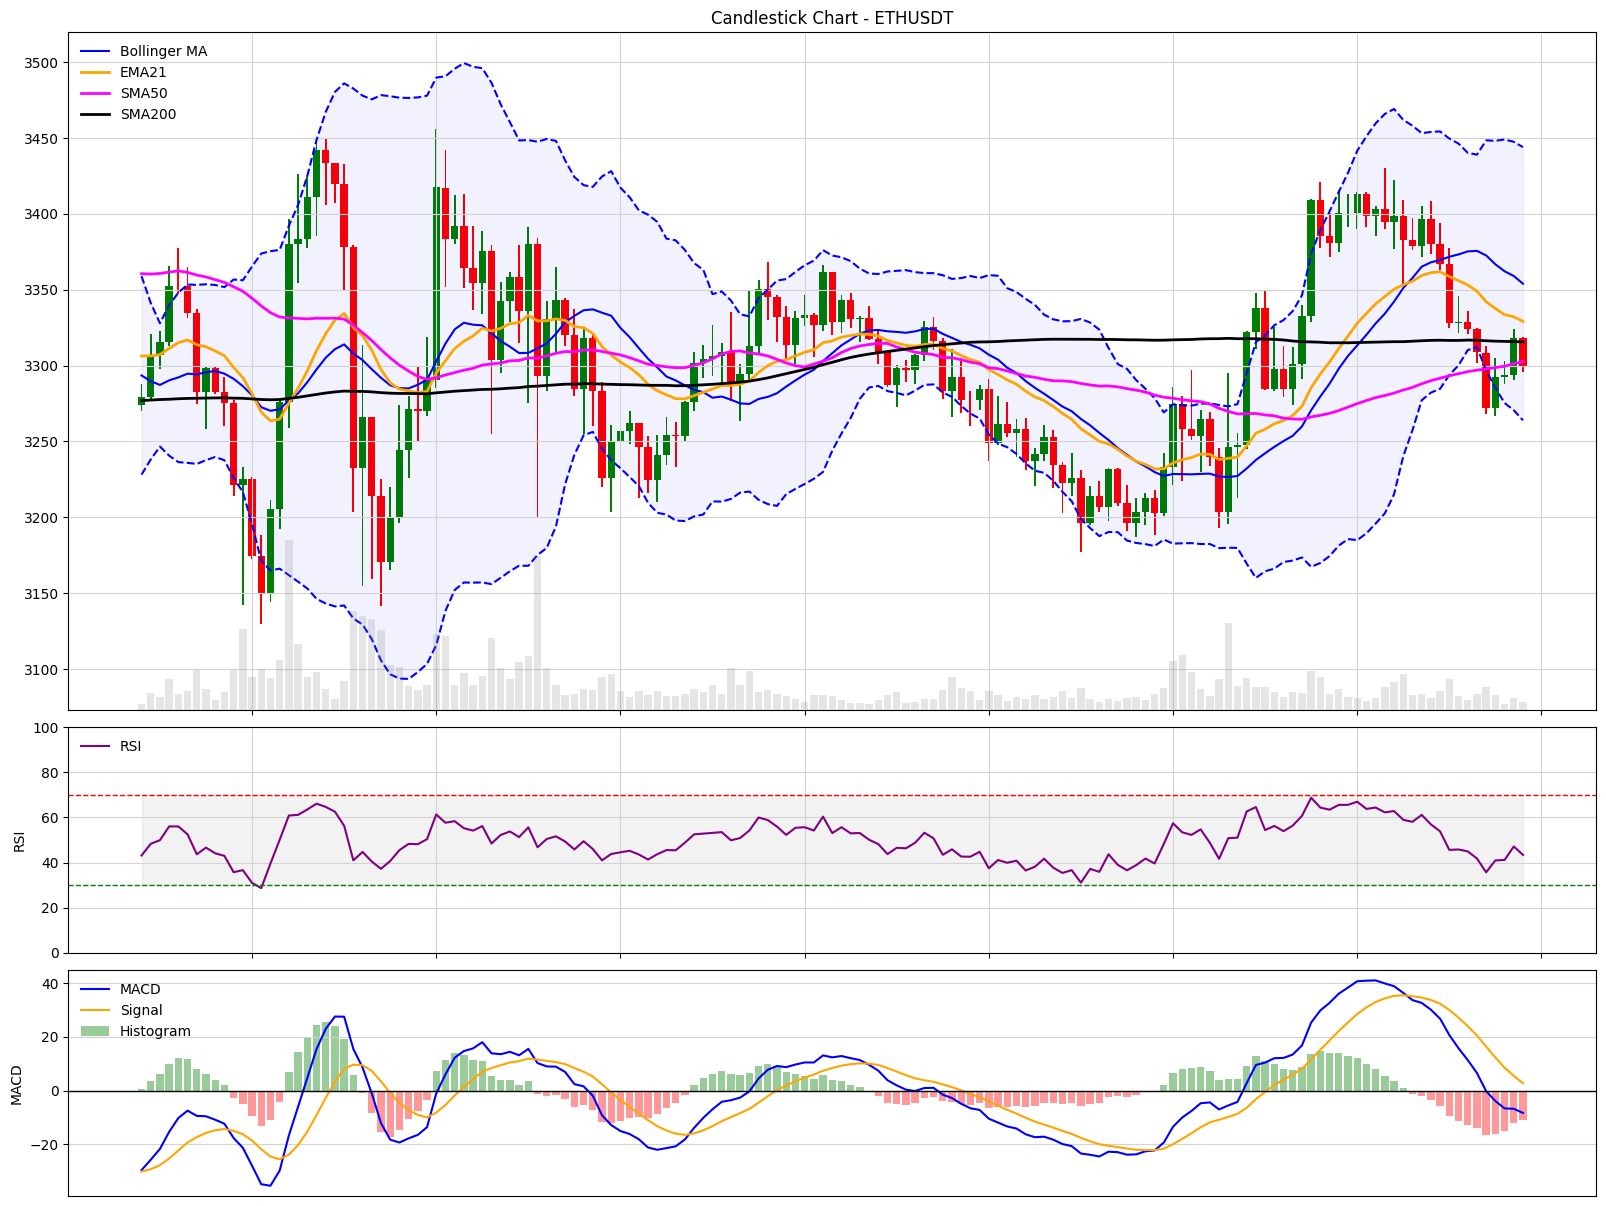 Candlestick Chart - ETHUSDT
Bollinger MA
EMA21
SMA50
SMA200
3500
3450
3400
3350
3300
3250
3200
3150
3100
RSI
100
80
60
40
20
0
RSI
MACD
Signal
Histogram
40
20
0
−20
MACD